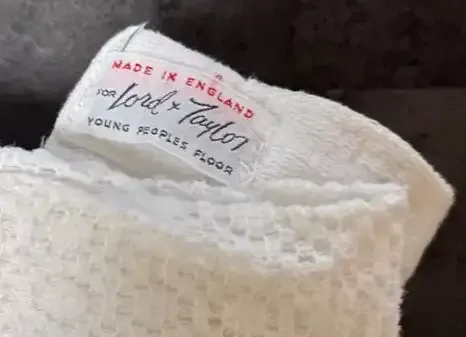 MADE IN ENGLAND
FOR Lord & Taylor
YOUNG PEOPLES FLOOR